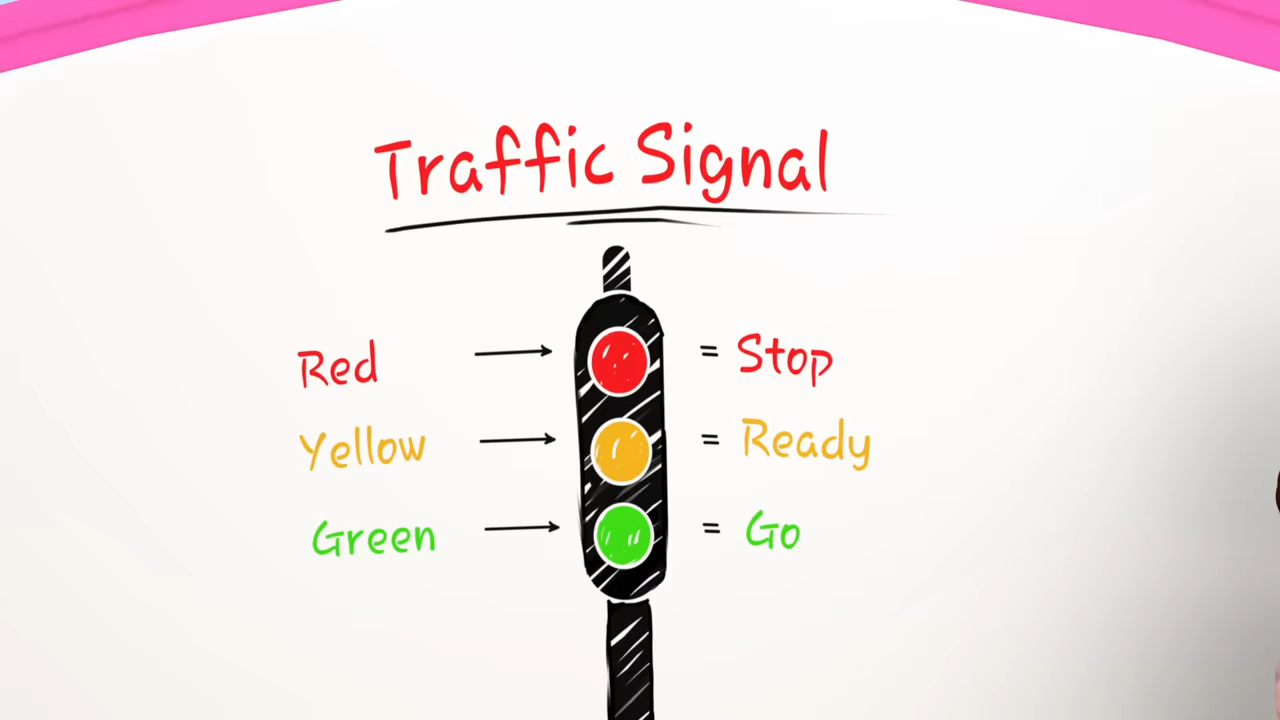 Traffic Signal
Red → = Stop
Yellow → = Ready
Green → = Go